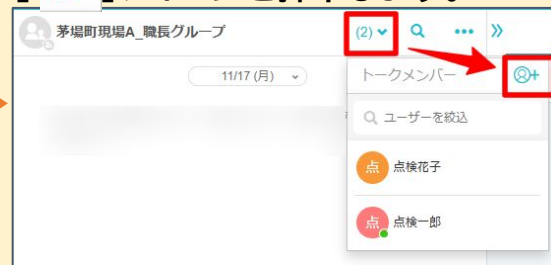 茅場町現場A_職長グループ
(2)
11/17 (月)
トークメンバー
ユーザーを絞込
点 点検花子
点 点検一郎